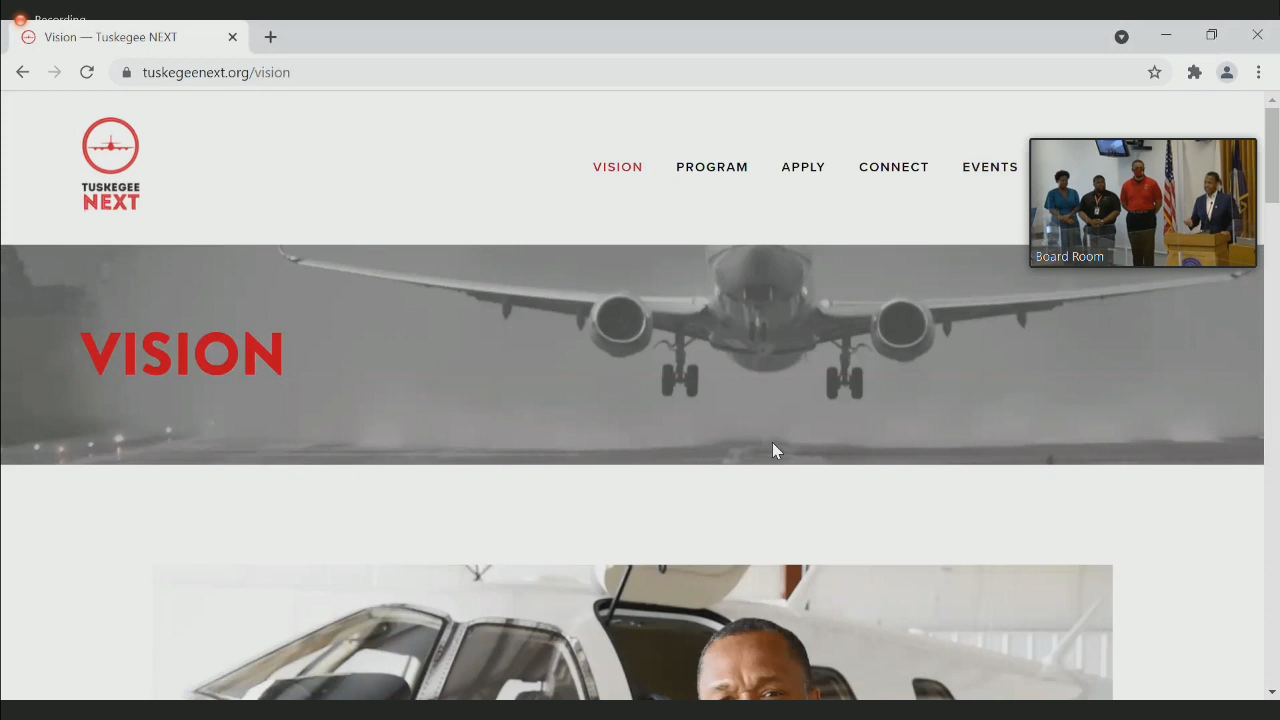 Recording
Vision — Tuskegee NEXT
tuskegeenext.org/vision
TUSKEGEE
NEXT
VISION
PROGRAM
APPLY
CONNECT
EVENTS
Board Room
VISION